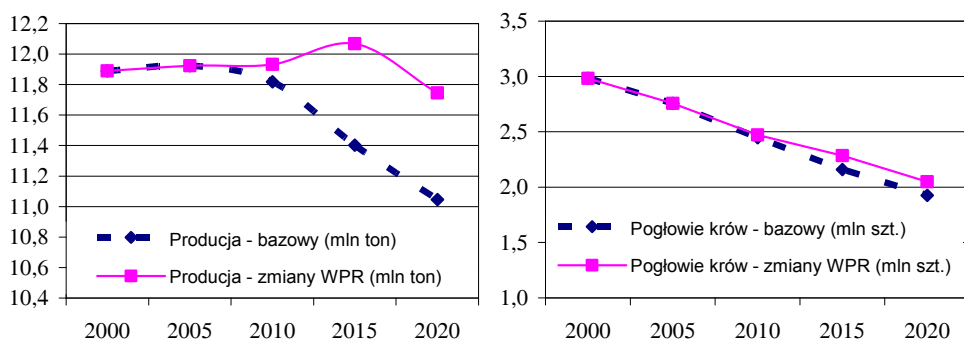 12,2
12,0
11,8
11,6
11,4
11,2
11,0
10,8
10,6
10,4
Producja - bazowy (mln ton)
Producja - zmiany WPR (mln ton)
2000 2005 2010 2015 2020
3,5
3,0
2,5
2,0
1,5
1,0
Pogłowie krów - bazowy (mln szt.)
Pogłowie krów - zmiany WPR (mln szt.)
2000 2005 2010 2015 2020